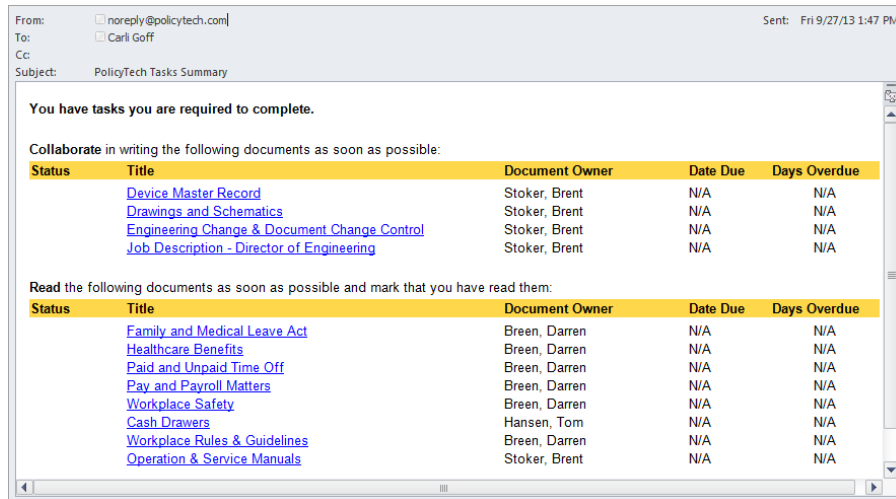 From: noreply@policytech.com Sent: Fri 9/27/13 1:47 PM
To: Carli Goff
Cc:
Subject: PolicyTech Tasks Summary
You have tasks you are required to complete.
Collaborate in writing the following documents as soon as possible:
Status Title Document Owner Date Due Days Overdue
Device Master Record Stoker, Brent N/A N/A
Drawings and Schematics Stoker, Brent N/A N/A
Engineering Change & Document Change Control Stoker, Brent N/A N/A
Job Description - Director of Engineering Stoker, Brent N/A N/A
Read the following documents as soon as possible and mark that you have read them:
Status Title Document Owner Date Due Days Overdue
Family and Medical Leave Act Breen, Darren N/A N/A
Healthcare Benefits Breen, Darren N/A N/A
Paid and Unpaid Time Off Breen, Darren N/A N/A
Pay and Payroll Matters Breen, Darren N/A N/A
Workplace Safety Breen, Darren N/A N/A
Cash Drawers Hansen, Tom N/A N/A
Workplace Rules & Guidelines Breen, Darren N/A N/A
Operation & Service Manuals Stoker, Brent N/A N/A